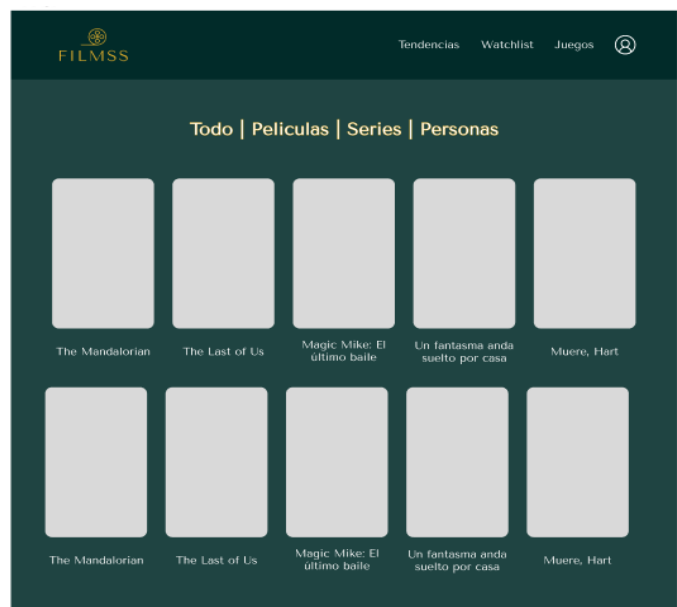 FILMSS
Tendencias Watchlist Juegos
Todo | Peliculas | Series | Personas
The Mandalorian
The Last of Us
Magic Mike: El
último baile
Un fantasma anda
suelto por casa
Muere, Hart
The Mandalorian
The Last of Us
Magic Mike: El
último baile
Un fantasma anda
suelto por casa
Muere, Hart